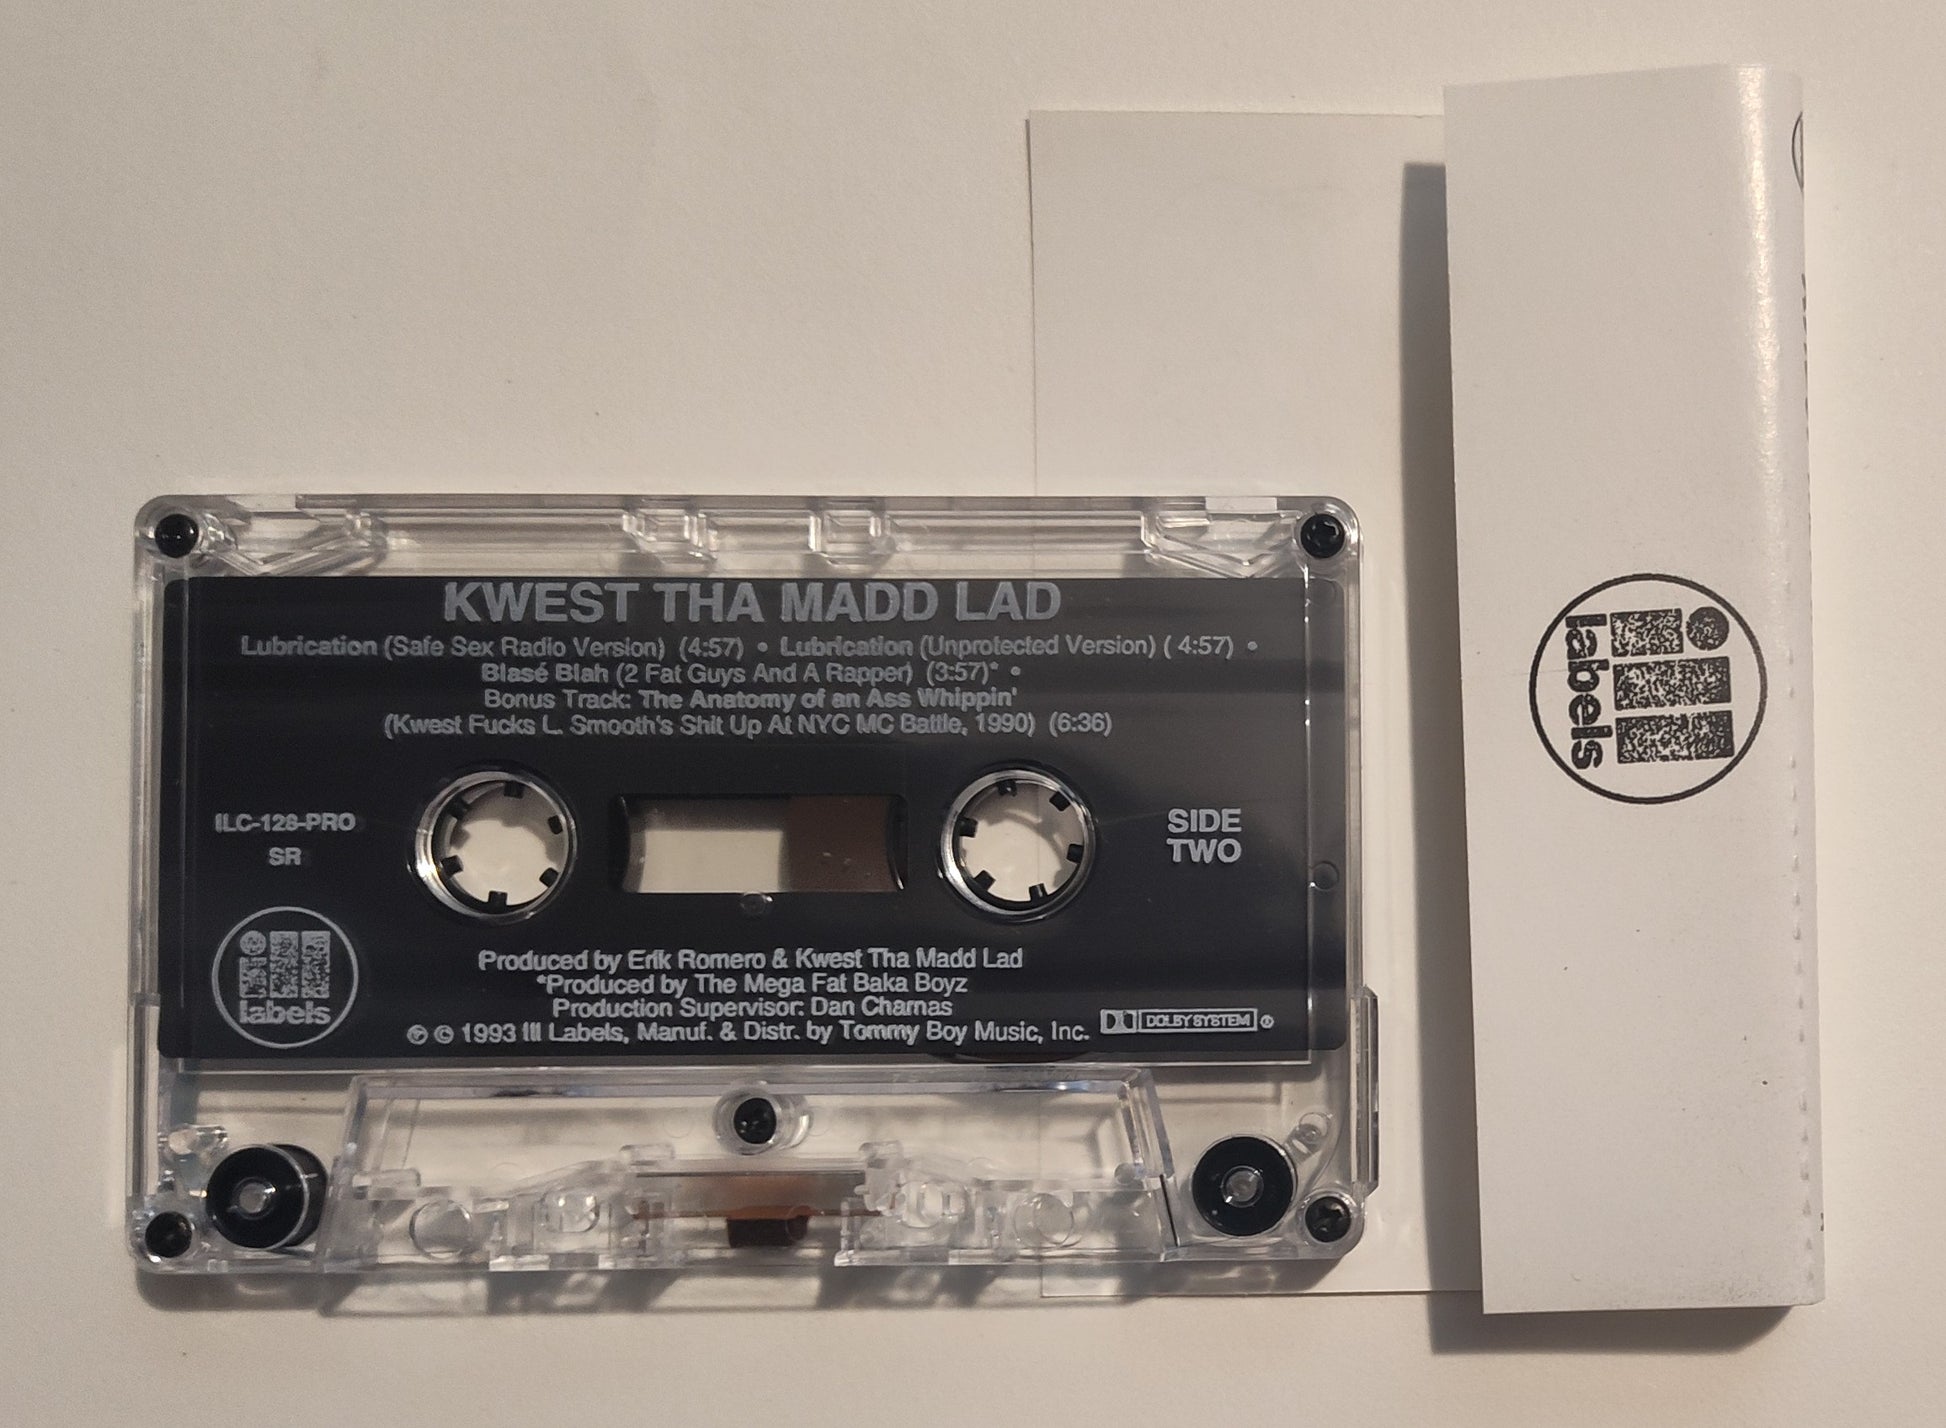 KWEST THA MADD LAD
Lubrication (Safe Sex Radio Version) (4:57) • Lubrication (Unprotected Version) ( 4:57) •
Blasé Blah (2 Fat Guys And A Rapper) (3:57)* •
Bonus Track: The Anatomy of an Ass Whippin'
(Kwest Fucks L. Smooth's Shit Up At NYC MC Battle, 1990) (6:36)
ILC-128-PRO
SR
SIDE
TWO
ill
labels
Produced by Erik Romero & Kwest Tha Madd Lad
*Produced by The Mega Fat Baka Boyz
Production Supervisor: Dan Charnas
℗ © 1993 Ill Labels, Manuf. & Distr. by Tommy Boy Music, Inc.
DOLBY SYSTEM ®
ill
labels